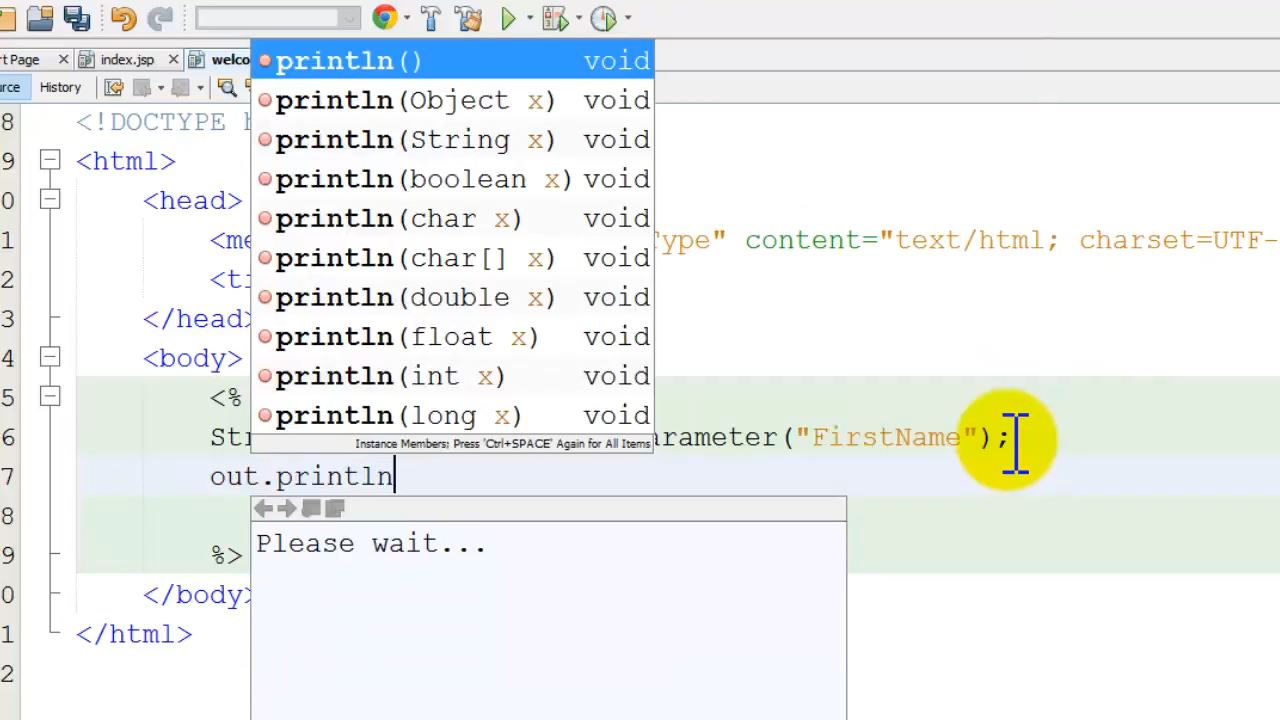 rt Page index.jsp welco
rce History
8 <!DOCTYPE h
9 <html>
0 <head>
1 <me Type" content="text/html; charset=UTF-
2 <ti
3 </head>
4 <body>
5 <%
6 Str arameter("FirstName");
7 out.println
8
9 %>
0 </body>
1 </html>
2
println() void
println(Object x) void
println(String x) void
println(boolean x) void
println(char x) void
println(char[] x) void
println(double x) void
println(float x) void
println(int x) void
println(long x) void
Instance Members; Press 'Ctrl+SPACE' Again for All Items
Please wait...